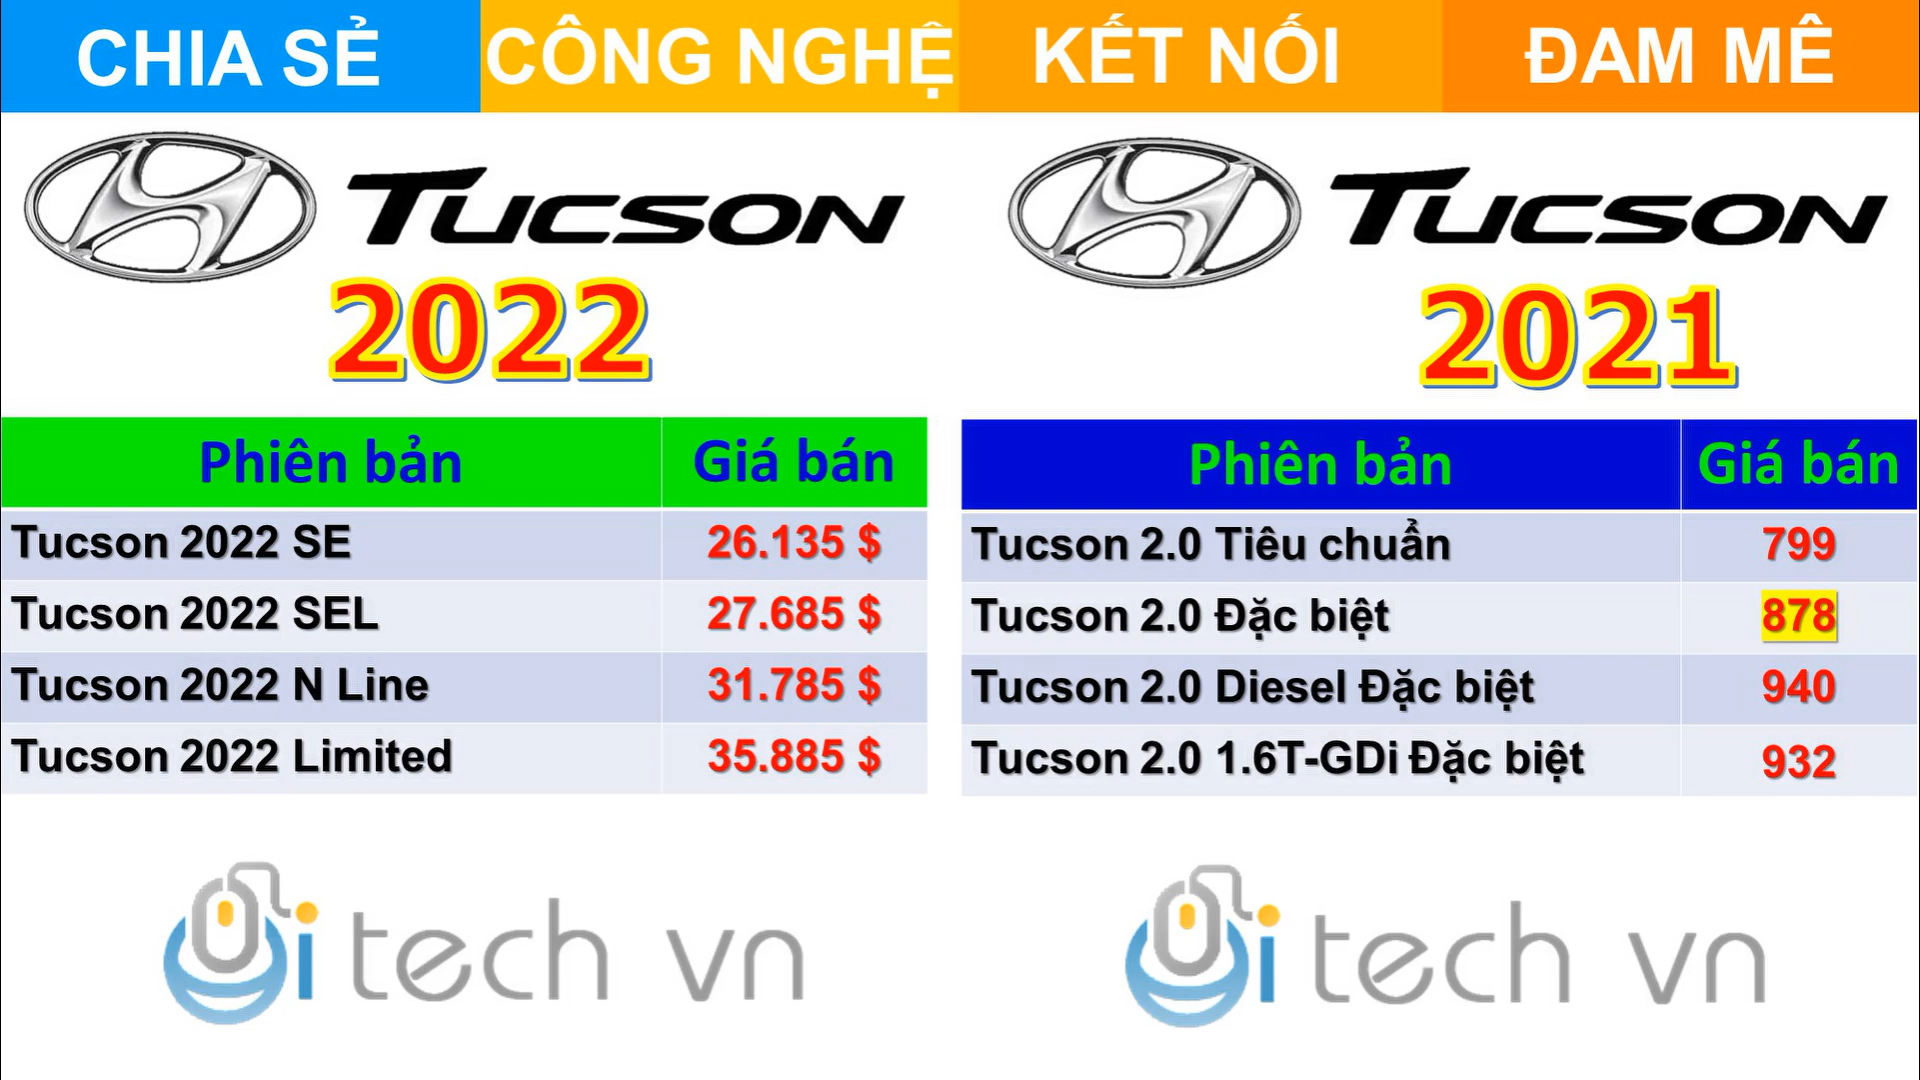 CHIA SẺ CÔNG NGHỆ KẾT NỐI ĐAM MÊ
TUCSON
2022
Phiên bản Giá bán
Tucson 2022 SE 26.135 $
Tucson 2022 SEL 27.685 $
Tucson 2022 N Line 31.785 $
Tucson 2022 Limited 35.885 $
i tech vn
TUCSON
2021
Phiên bản Giá bán
Tucson 2.0 Tiêu chuẩn 799
Tucson 2.0 Đặc biệt 878
Tucson 2.0 Diesel Đặc biệt 940
Tucson 2.0 1.6T-GDi Đặc biệt 932
i tech vn